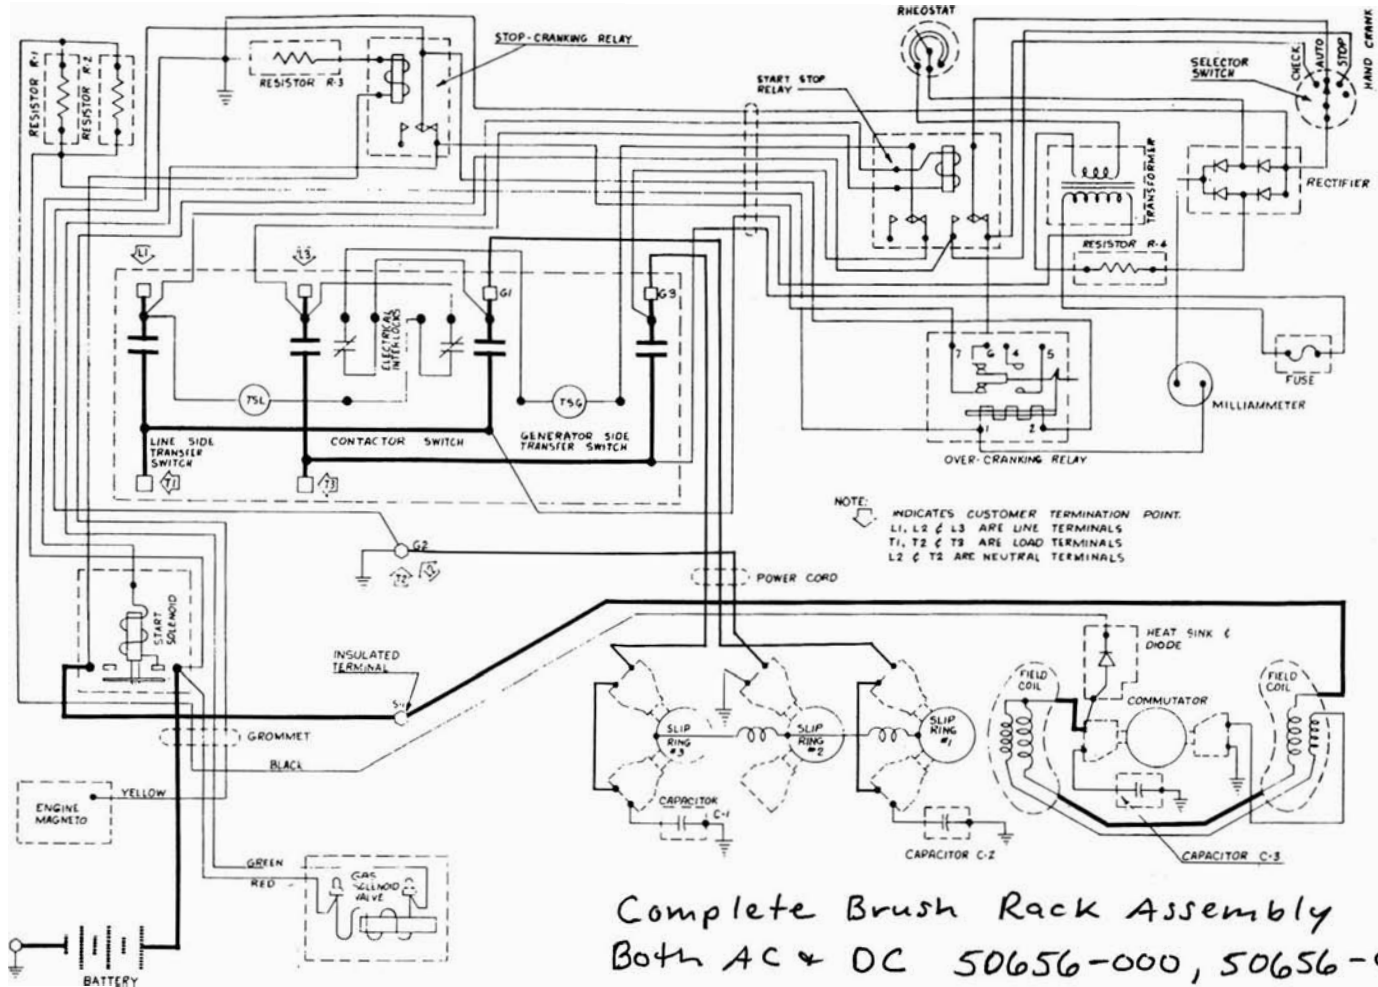 RHEOSTAT
STOP-CRANKING RELAY
RESISTOR R-1
RESISTOR R-2
RESISTOR R-3
START STOP
RELAY
SELECTOR
SWITCH
CHECK
AUTO
STOP
HAND CRANK
TRANSFORMER
RECTIFIER
RESISTOR R-4
L1
L3
G1
G3
ELECTRICAL
INTERLOCKS
TSL
TSG
7 6 4 5
1 2
FUSE
MILLIAMMETER
LINE SIDE
TRANSFER
SWITCH
CONTACTOR SWITCH
GENERATOR SIDE
TRANSFER SWITCH
OVER-CRANKING RELAY
T1
T3
NOTE:
INDICATES CUSTOMER TERMINATION POINT.
L1, L2 & L3 ARE LINE TERMINALS
T1, T2 & T3 ARE LOAD TERMINALS
L2 & T2 ARE NEUTRAL TERMINALS
G2
T2
L2
POWER CORD
START
SOLENOID
INSULATED
TERMINAL
S-1
HEAT SINK &
DIODE
FIELD
COIL
COMMUTATOR
FIELD
COIL
GROMMET
SLIP
RING
#3
SLIP
RING
#2
SLIP
RING
#1
BLACK
YELLOW
ENGINE
MAGNETO
CAPACITOR
C-1
CAPACITOR C-2
CAPACITOR C-3
GREEN
RED
GAS
SOLENOID
VALVE
BATTERY
Complete Brush Rack Assembly
Both AC & DC 50656-000, 50656-